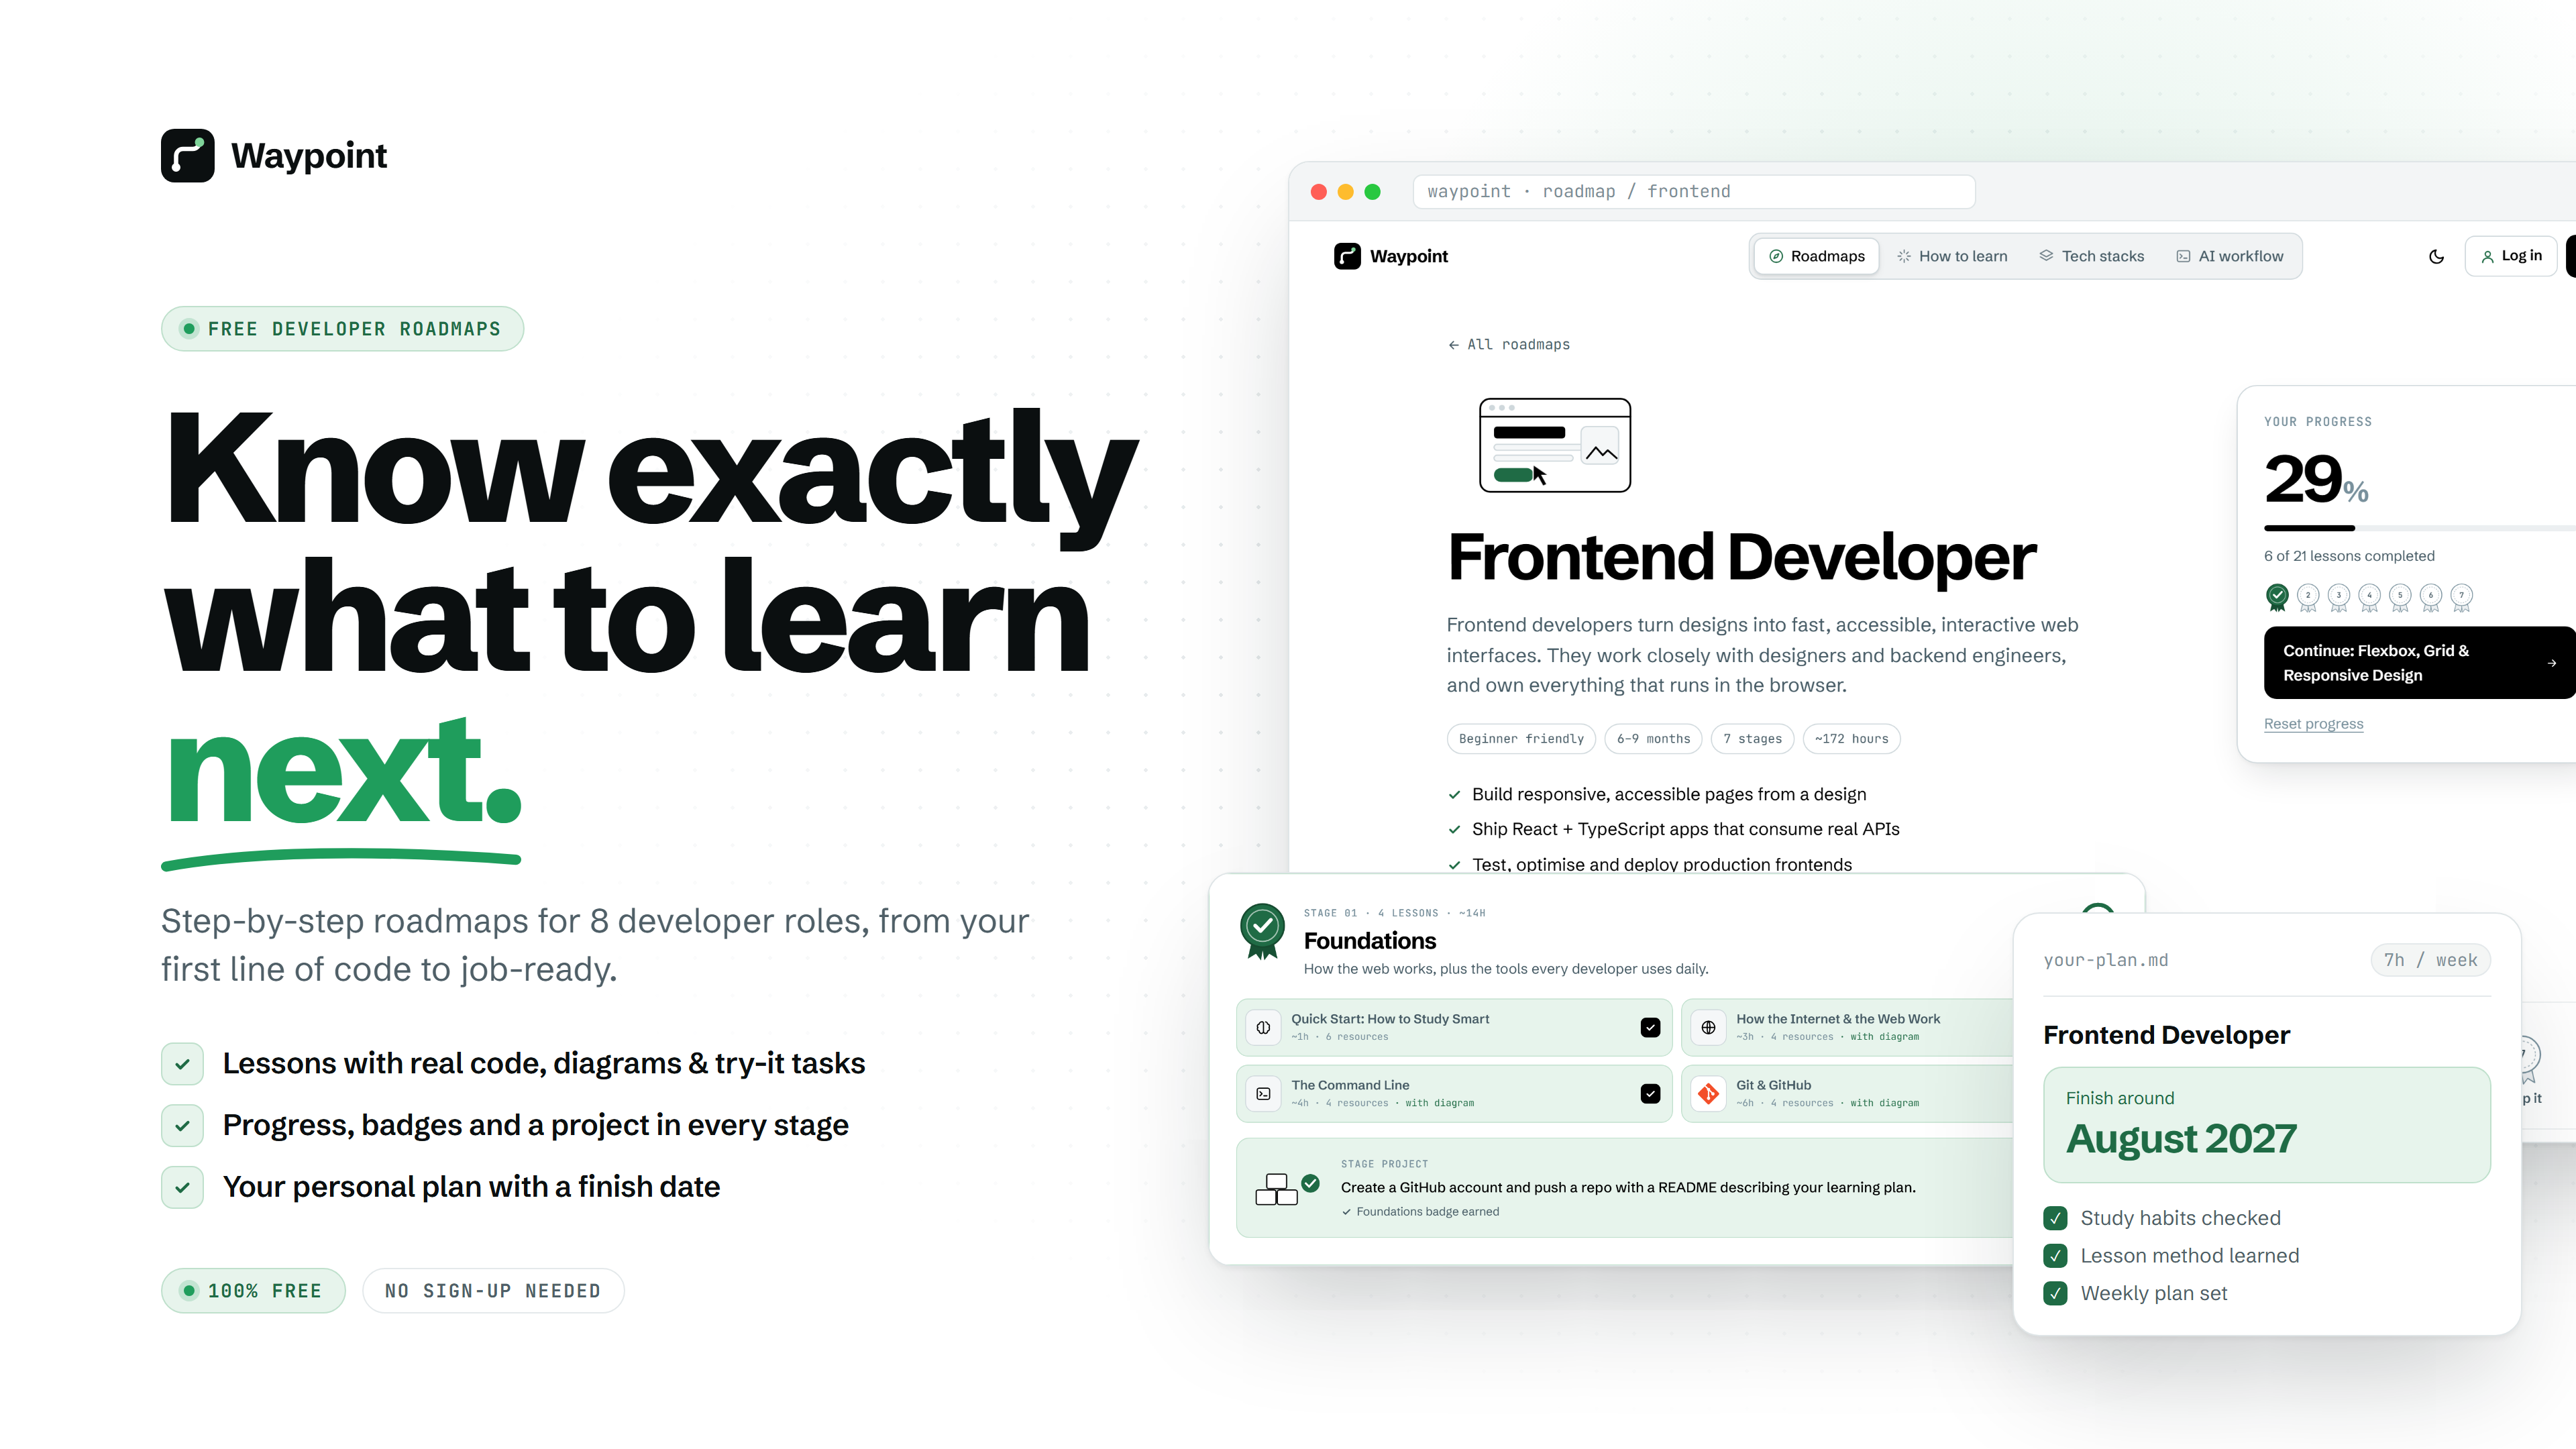 Waypoint
FREE DEVELOPER ROADMAPS
Know exactly
what to learn
next.
Step-by-step roadmaps for 8 developer roles, from your
first line of code to job-ready.
Lessons with real code, diagrams & try-it tasks
Progress, badges and a project in every stage
Your personal plan with a finish date
100% FREE
NO SIGN-UP NEEDED
waypoint · roadmap / frontend
Waypoint
Roadmaps
How to learn
Tech stacks
AI workflow
Log in
← All roadmaps
Frontend Developer
Frontend developers turn designs into fast, accessible, interactive web
interfaces. They work closely with designers and backend engineers,
and own everything that runs in the browser.
Beginner friendly
6–9 months
7 stages
~172 hours
Build responsive, accessible pages from a design
Ship React + TypeScript apps that consume real APIs
Test, optimise and deploy production frontends
YOUR PROGRESS
29%
6 of 21 lessons completed
2 3 4 5 6 7
Continue: Flexbox, Grid &
Responsive Design →
Reset progress
STAGE 01 · 4 LESSONS · ~14H
Foundations
How the web works, plus the tools every developer uses daily.
Quick Start: How to Study Smart
~1h · 6 resources
How the Internet & the Web Work
~3h · 4 resources · with diagram
The Command Line
~4h · 4 resources · with diagram
Git & GitHub
~6h · 4 resources · with diagram
STAGE PROJECT
Create a GitHub account and push a repo with a README describing your learning plan.
Foundations badge earned
your-plan.md
7h / week
Frontend Developer
Finish around
August 2027
Study habits checked
Lesson method learned
Weekly plan set